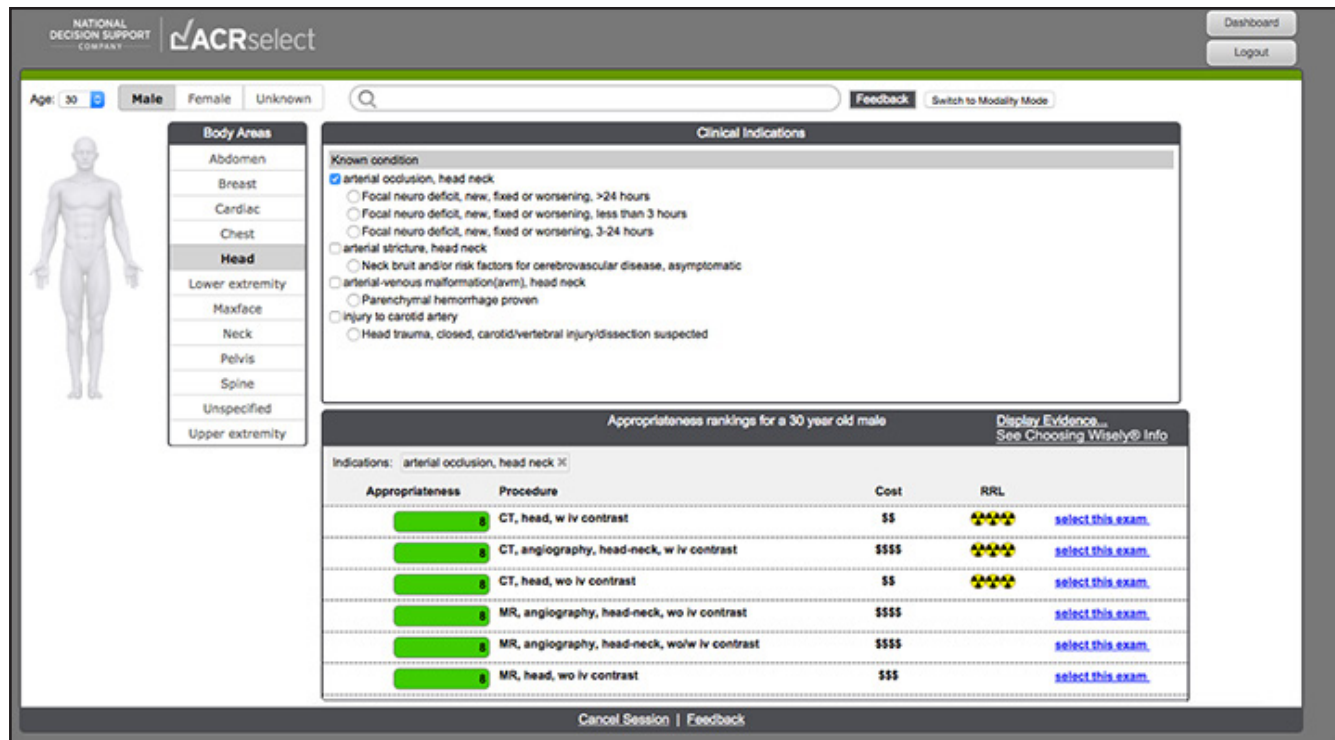 NATIONAL
DECISION SUPPORT
COMPANY
ACRselect
Dashboard
Logout
Age: 30 Male Female Unknown Feedback Switch to Modality Mode
Body Areas
Abdomen
Breast
Cardiac
Chest
Head
Lower extremity
Maxface
Neck
Pelvis
Spine
Unspecified
Upper extremity
Clinical Indications
Known condition
arterial occlusion, head neck
Focal neuro deficit, new, fixed or worsening, >24 hours
Focal neuro deficit, new, fixed or worsening, less than 3 hours
Focal neuro deficit, new, fixed or worsening, 3-24 hours
arterial stricture, head neck
Neck bruit and/or risk factors for cerebrovascular disease, asymptomatic
arterial-venous malformation(avm), head neck
Parenchymal hemorrhage proven
injury to carotid artery
Head trauma, closed, carotid/vertebral injury/dissection suspected
Appropriateness rankings for a 30 year old male
Display Evidence...
See Choosing Wisely® Info
Indications: arterial occlusion, head neck
Appropriateness Procedure Cost RRL
8 CT, head, w iv contrast $$ select this exam.
8 CT, angiography, head-neck, w iv contrast $$$$ select this exam.
8 CT, head, wo iv contrast $$ select this exam.
8 MR, angiography, head-neck, wo iv contrast $$$$ select this exam.
8 MR, angiography, head-neck, wo/w iv contrast $$$$ select this exam.
8 MR, head, wo iv contrast $$$ select this exam.
Cancel Session | Feedback